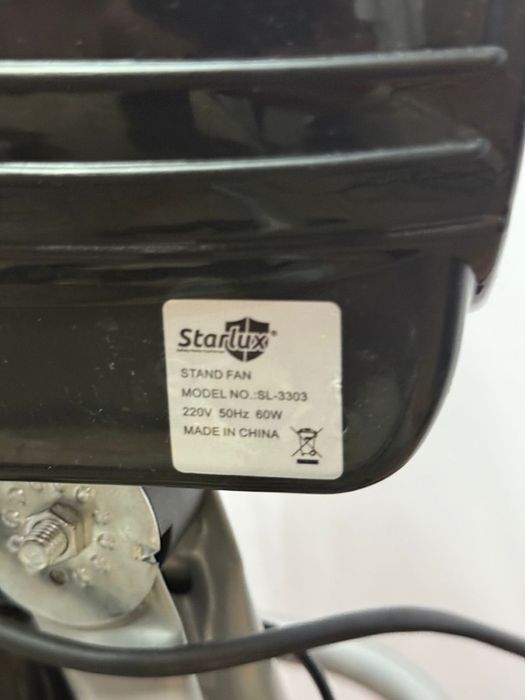 Starlux®
STAND FAN
MODEL NO.:SL-3303
220V 50Hz 60W
MADE IN CHINA